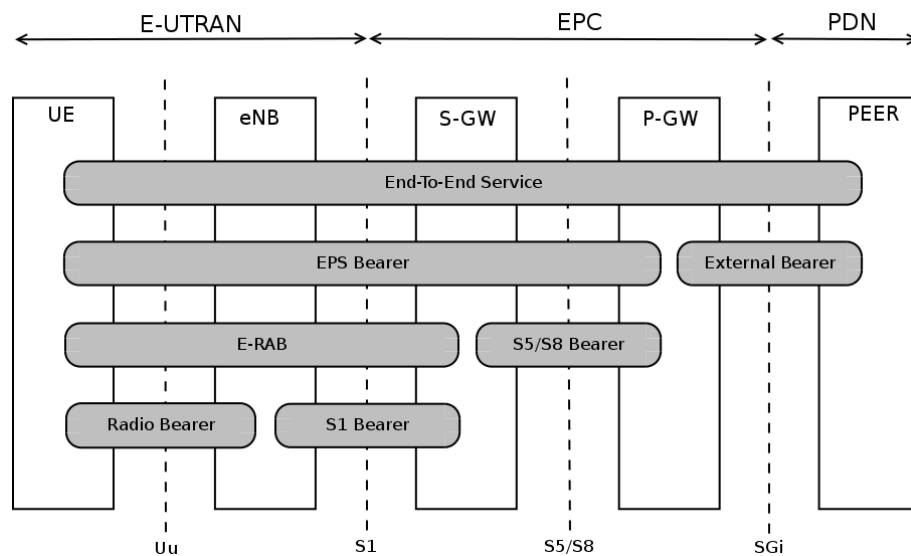 E-UTRAN EPC PDN
UE eNB S-GW P-GW PEER
End-To-End Service
EPS Bearer External Bearer
E-RAB S5/S8 Bearer
Radio Bearer S1 Bearer
Uu S1 S5/S8 SGi